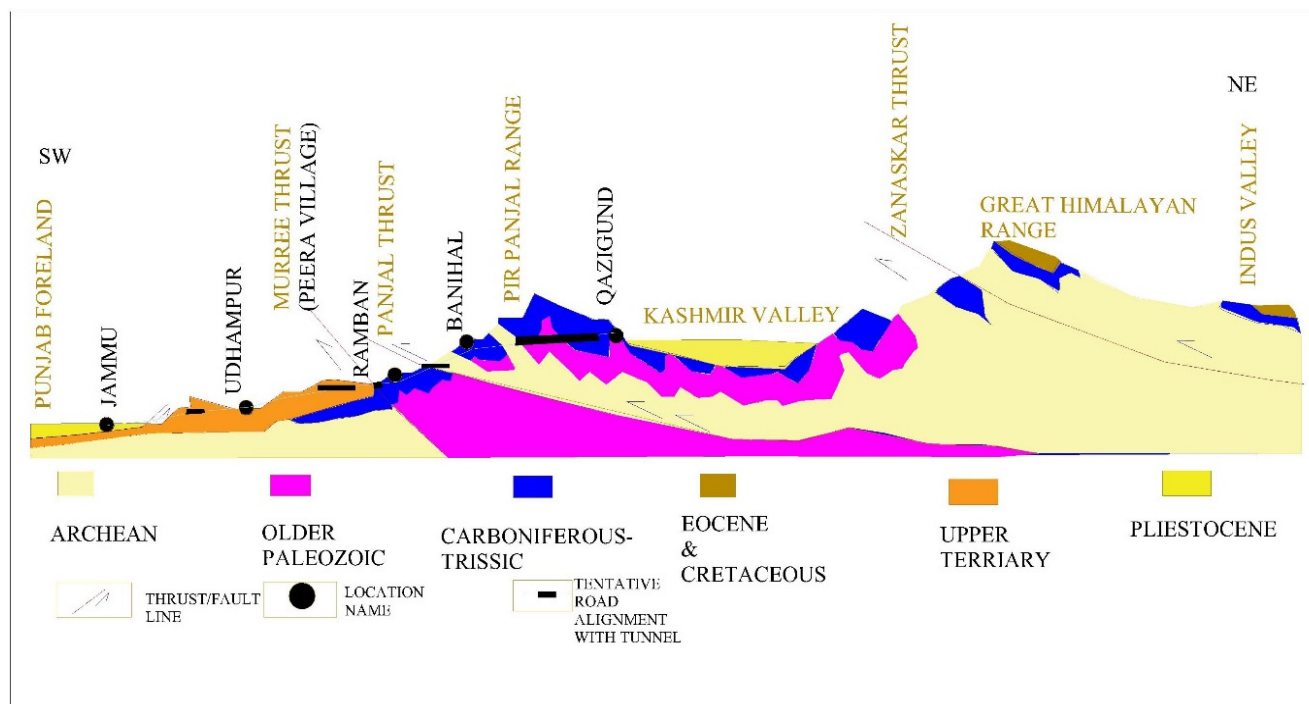 SW
NE
PUNJAB FORELAND
JAMMU
UDHAMPUR
MURREE THRUST
(PEERA VILLAGE)
RAMBAN
PANJAL THRUST
BANIHAL
PIR PANJAL RANGE
QAZIGUND
KASHMIR VALLEY
ZANASKAR THRUST
GREAT HIMALAYAN
RANGE
INDUS VALLEY
ARCHEAN
OLDER
PALEOZOIC
CARBONIFEROUS-
TRISSIC
EOCENE
&
CRETACEOUS
UPPER
TERRIARY
PLIESTOCENE
THRUST/FAULT
LINE
LOCATION
NAME
TENTATIVE
ROAD
ALIGNMENT
WITH TUNNEL